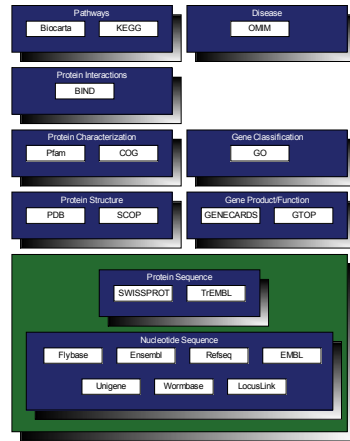 Pathways
Biocarta KEGG
Disease
OMIM
Protein Interactions
BIND
Protein Characterization
Pfam COG
Gene Classification
GO
Protein Structure
PDB SCOP
Gene Product/Function
GENECARDS GTOP
Protein Sequence
SWISSPROT TrEMBL
Nucleotide Sequence
Flybase Ensembl Refseq EMBL
Unigene Wormbase LocusLink